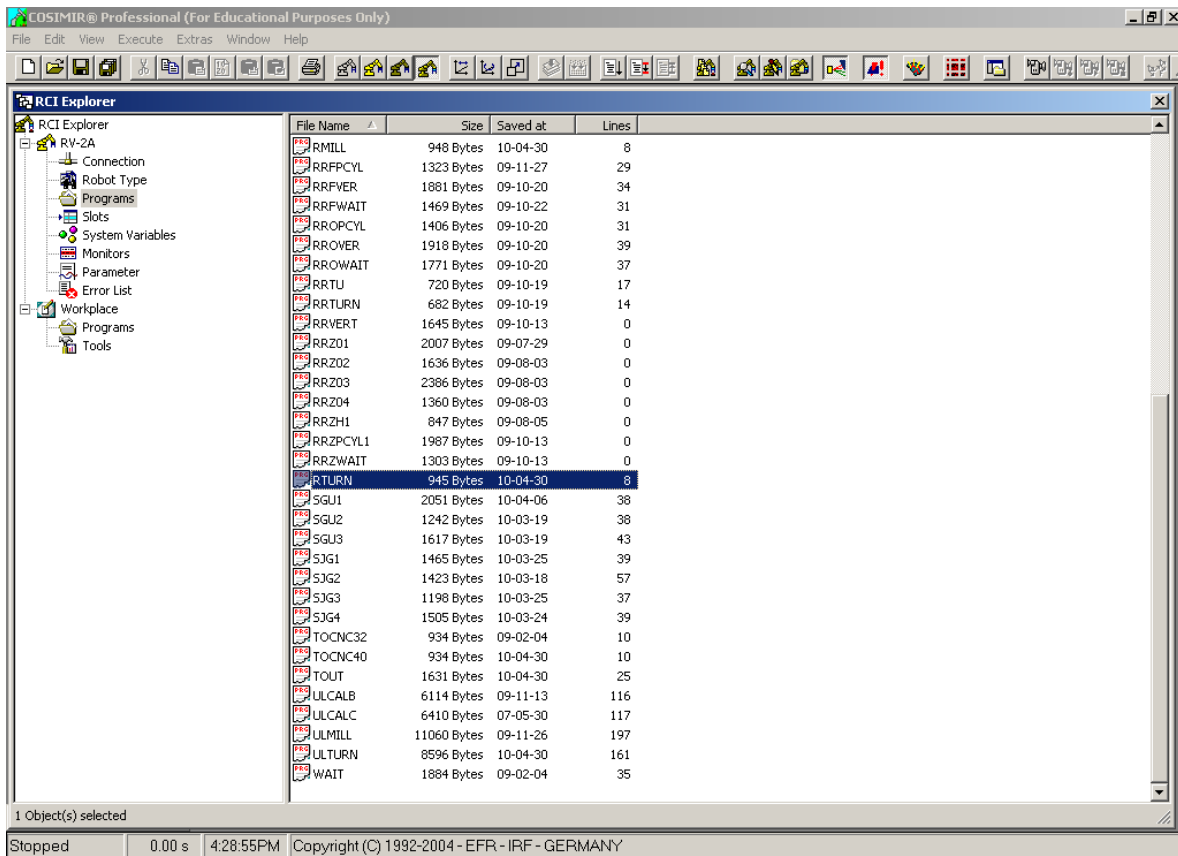 COSIMIR® Professional (For Educational Purposes Only)
File Edit View Execute Extras Window Help
RCI Explorer
RCI Explorer
RV-2A
Connection
Robot Type
Programs
Slots
System Variables
Monitors
Parameter
Error List
Workplace
Programs
Tools
File Name Size Saved at Lines
RMILL 948 Bytes 10-04-30 8
RRFPCYL 1323 Bytes 09-11-27 29
RRFVER 1881 Bytes 09-10-20 34
RRFWAIT 1469 Bytes 09-10-22 31
RROPCYL 1406 Bytes 09-10-20 31
RROVER 1918 Bytes 09-10-20 39
RROWAIT 1771 Bytes 09-10-20 37
RRTU 720 Bytes 09-10-19 17
RRTURN 682 Bytes 09-10-19 14
RRVERT 1645 Bytes 09-10-13 0
RRZ01 2007 Bytes 09-07-29 0
RRZ02 1636 Bytes 09-08-03 0
RRZ03 2386 Bytes 09-08-03 0
RRZ04 1360 Bytes 09-08-03 0
RRZH1 847 Bytes 09-08-05 0
RRZPCYL1 1987 Bytes 09-10-13 0
RRZWAIT 1303 Bytes 09-10-13 0
RTURN 945 Bytes 10-04-30 8
SGU1 2051 Bytes 10-04-06 38
SGU2 1242 Bytes 10-03-19 38
SGU3 1617 Bytes 10-03-19 43
SJG1 1465 Bytes 10-03-25 39
SJG2 1423 Bytes 10-03-18 57
SJG3 1198 Bytes 10-03-25 37
SJG4 1505 Bytes 10-03-24 39
TOCNC32 934 Bytes 09-02-04 10
TOCNC40 934 Bytes 10-04-30 10
TOUT 1631 Bytes 10-04-30 25
ULCALB 6114 Bytes 09-11-13 116
ULCALC 6410 Bytes 07-05-30 117
ULMILL 11060 Bytes 09-11-26 197
ULTURN 8596 Bytes 10-04-30 161
WAIT 1884 Bytes 09-02-04 35
1 Object(s) selected
Stopped 0.00 s 4:28:55PM Copyright (C) 1992-2004 - EFR - IRF - GERMANY